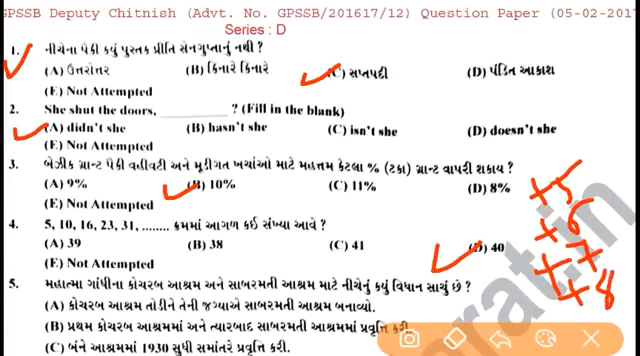 GPSSB Deputy Chitnish (Advt. No. GPSSB/201617/12) Question Paper (05-02-201
Series : D
1. નીચેના પૈકી કયું પુસ્તક પ્રીતિ સેનગુપ્તાનું નથી ?
(A) ઉત્તરોત્તર (B) કિનારે કિનારે (C) સપ્તપદી (D) પંડિત આકાશ
(E) Not Attempted
2. She shut the doors, ________ ? (Fill in the blank)
(A) didn't she (B) hasn't she (C) isn't she (D) doesn't she
(E) Not Attempted
3. બેઝીક ગ્રાન્ટ પૈકી વહીવટી અને મૂડીગત ખર્ચાઓ માટે મહત્તમ કેટલા % (ટકા) ગ્રાન્ટ વાપરી શકાય ?
(A) 9% (B) 10% (C) 11% (D) 8%
(E) Not Attempted
+5
4. 5, 10, 16, 23, 31, ........ ક્રમમાં આગળ કઈ સંખ્યા આવે ?
+6
(A) 39 (B) 38 (C) 41 (D) 40
+7
(E) Not Attempted
+8
5. મહાત્મા ગાંધીના કોચરબ આશ્રમ અને સાબરમતી આશ્રમ માટે નીચેનું કયું વિધાન સાચું છે ?
(A) કોચરબ આશ્રમ તોડીને તેની જગ્યાએ સાબરમતી આશ્રમ બનાવ્યો.
(B) પ્રથમ કોચરબ આશ્રમમાં અને ત્યારબાદ સાબરમતી આશ્રમમાં પ્રવૃત્તિ કરી.
(C) બંને આશ્રમમાં 1930 સુધી સમાંતરે પ્રવૃત્તિ કરી.